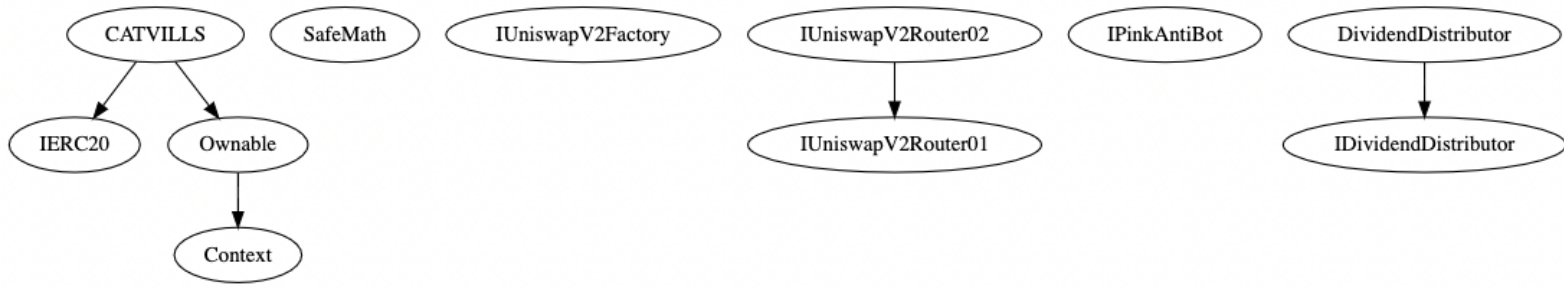 CATVILLS
SafeMath
IUniswapV2Factory
IUniswapV2Router02
IPinkAntiBot
DividendDistributor
IERC20
Ownable
IUniswapV2Router01
IDividendDistributor
Context